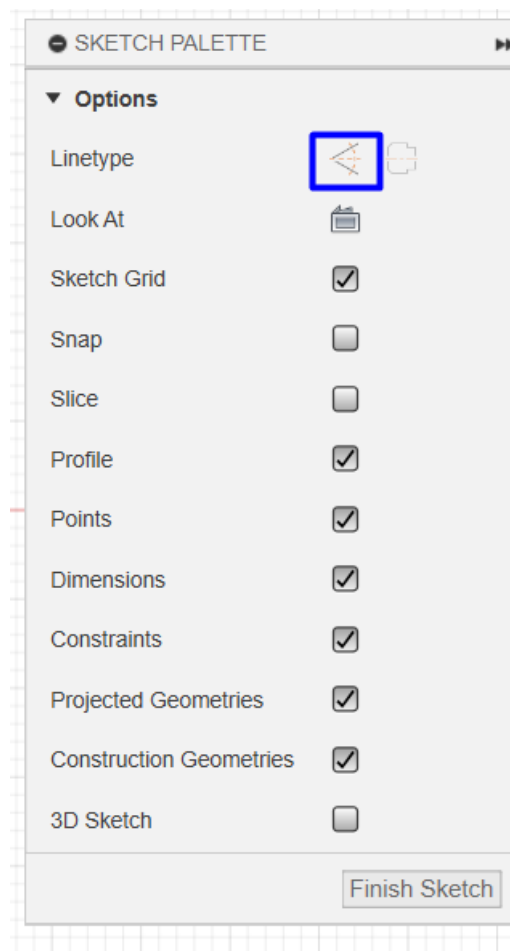 SKETCH PALETTE
Options
Linetype
Look At
Sketch Grid
Snap
Slice
Profile
Points
Dimensions
Constraints
Projected Geometries
Construction Geometries
3D Sketch
Finish Sketch